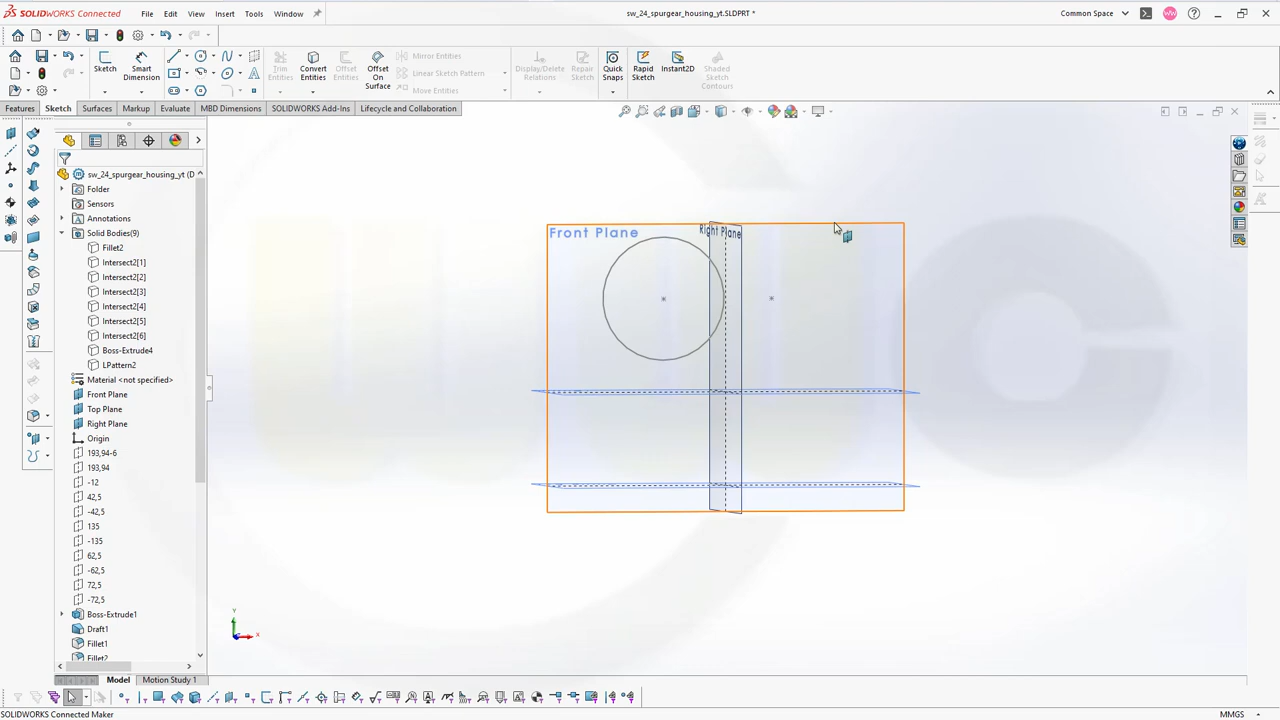 SOLIDWORKS
File
Edit
View
Insert
Tools
Window
sw_24_spurgear_housing_yt.SLDPRT *
Common Space
WW
Sketch
Smart Dimension
Trim Entities
Convert Entities
Offset Entities
Offset On Surface
Mirror Entities
Linear Sketch Pattern
Move Entities
Display/Delete Relations
Repair Sketch
Quick Snaps
Rapid Sketch
Instant2D
Shaded Sketch Contours
Features
Sketch
Surfaces
Markup
Evaluate
MBD Dimensions
SOLIDWORKS Add-Ins
Lifecycle and Collaboration
sw_24_spurgear_housing_yt (D
Folder
Sensors
Annotations
Solid Bodies(9)
Fillet2
Intersect2[1]
Intersect2[2]
Intersect2[3]
Intersect2[4]
Intersect2[5]
Intersect2[6]
Boss-Extrude4
LPattern2
Material <not specified>
Front Plane
Top Plane
Right Plane
Origin
193,94-6
193,94
-12
42,5
-42,5
135
-135
62,5
-62,5
72,5
-72,5
Boss-Extrude1
Draft1
Fillet1
Fillet2
Front Plane
Right Plane
Y
X
Model
Motion Study 1
SOLIDWORKS Connected Maker
MMGS